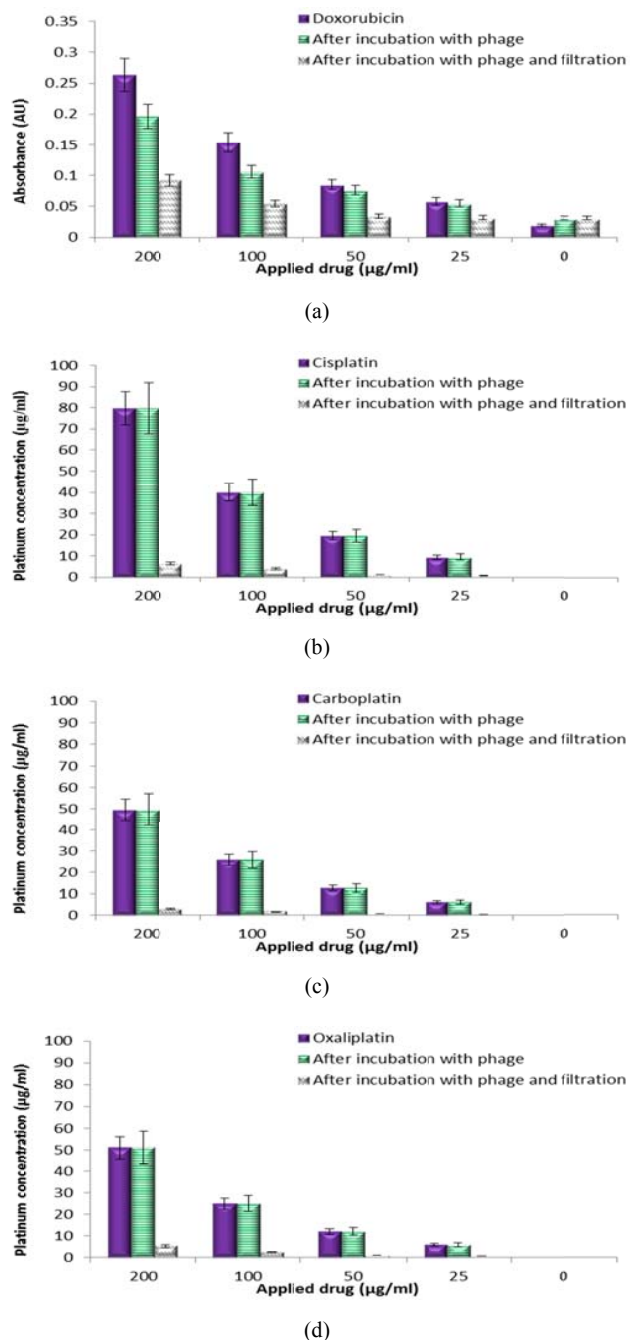 Doxorubicin
After incubation with phage
After incubation with phage and filtration
Absorbance (AU)
0.35
0.3
0.25
0.2
0.15
0.1
0.05
0
200 100 50 25 0
Applied drug (µg/ml)
(a)
Cisplatin
After incubation with phage
After incubation with phage and filtration
Platinum concentration (µg/ml)
100
90
80
70
60
50
40
30
20
10
0
200 100 50 25 0
Applied drug (µg/ml)
(b)
Carboplatin
After incubation with phage
After incubation with phage and filtration
Platinum concentration (µg/ml)
100
90
80
70
60
50
40
30
20
10
0
200 100 50 25 0
Applied drug (µg/ml)
(c)
Oxaliplatin
After incubation with phage
After incubation with phage and filtration
Platinum concentration (µg/ml)
100
90
80
70
60
50
40
30
20
10
0
200 100 50 25 0
Applied drug (µg/ml)
(d)